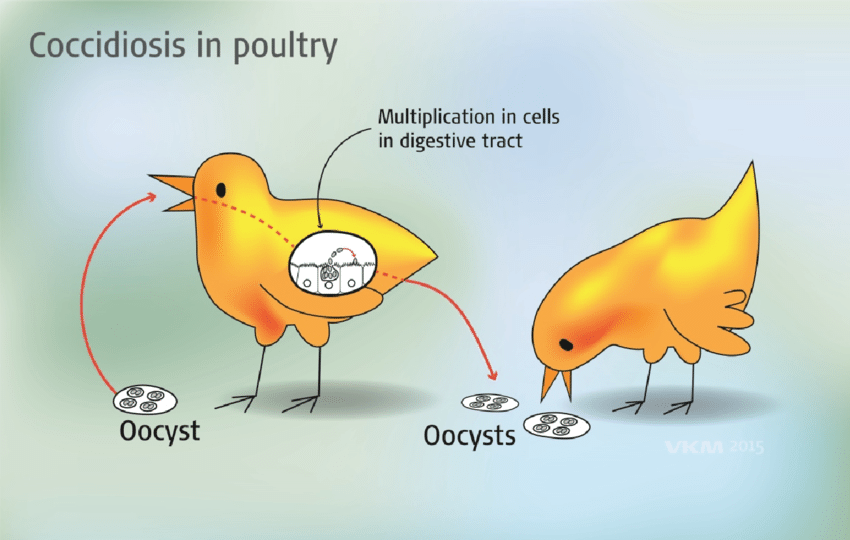 Coccidiosis in poultry
Multiplication in cells
in digestive tract
Oocyst
Oocysts
VKM 2015